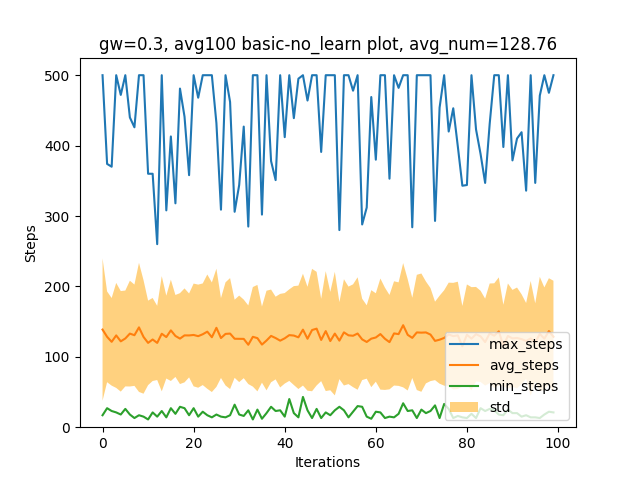 gw=0.3, avg100 basic-no_learn plot, avg_num=128.76
500
400
300
200
100
0
Steps
max_steps
avg_steps
min_steps
std
0 20 40 60 80 100
Iterations